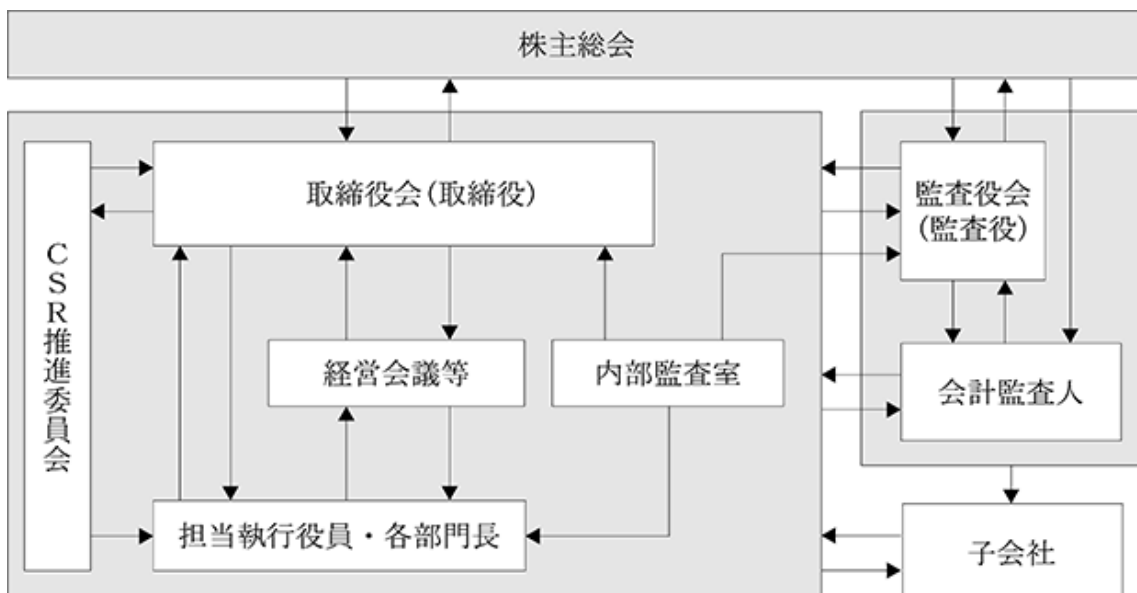 株主総会
取締役会(取締役)
監査役会
(監査役)
CSR推進委員会
経営会議等
内部監査室
会計監査人
担当執行役員・各部門長
子会社